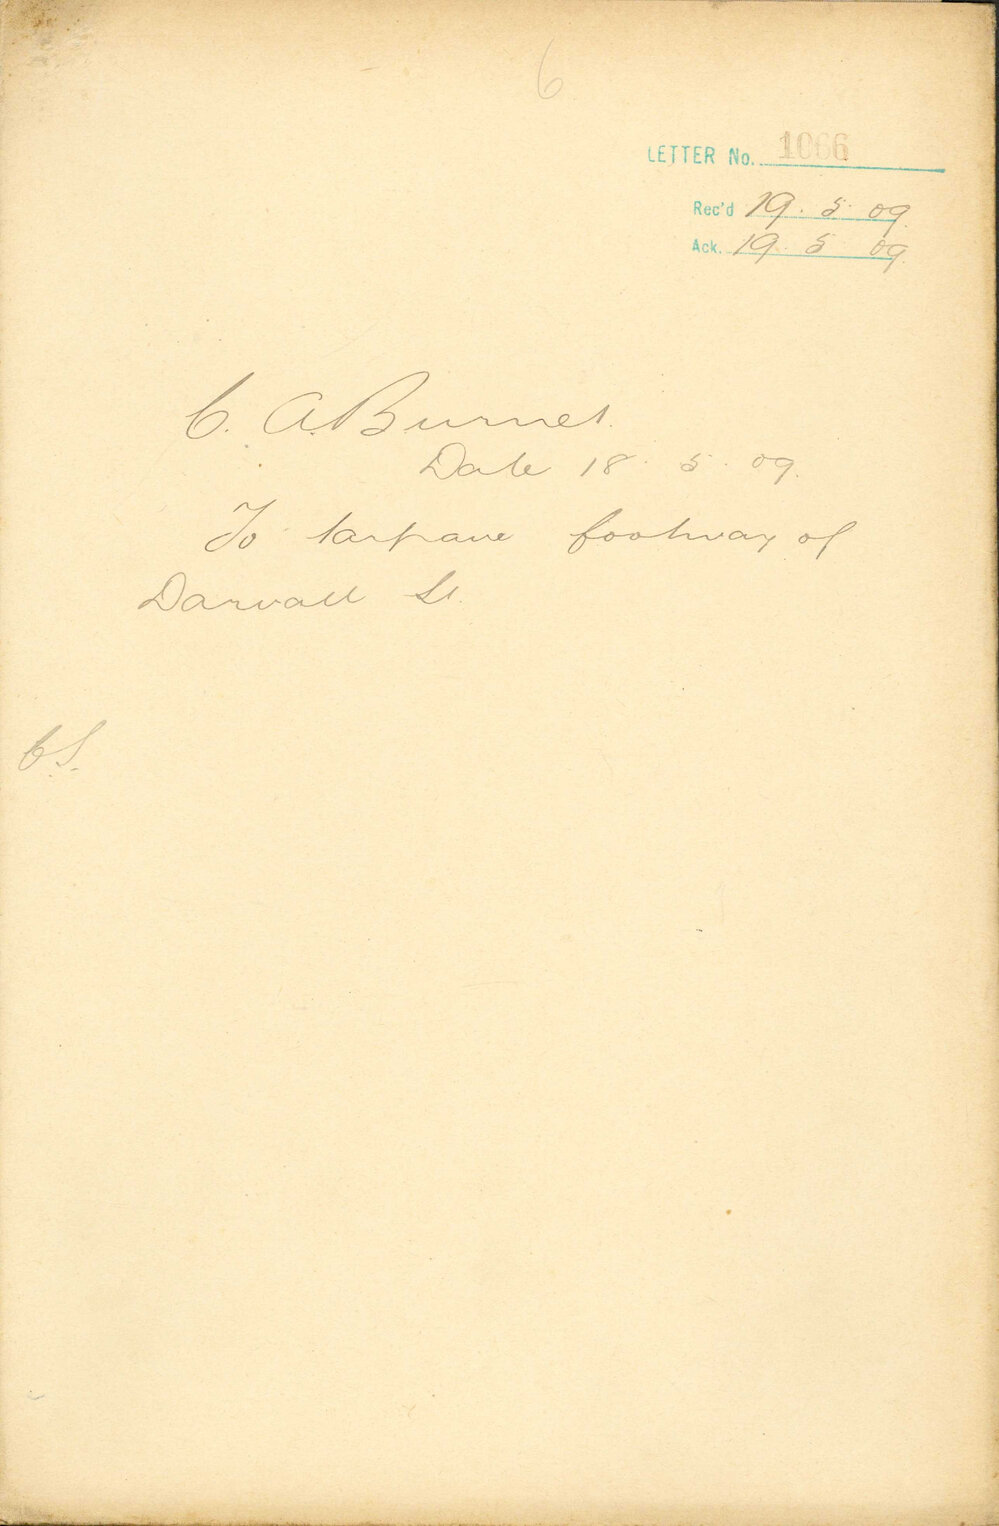 6
LETTER No. 1066
Rec'd 19. 5. 09.
Ack. 19. 5 09.
C. A. Burnet.
Date 18. 5. 09.
To tarpave footway of
Darvall St.
C.S.